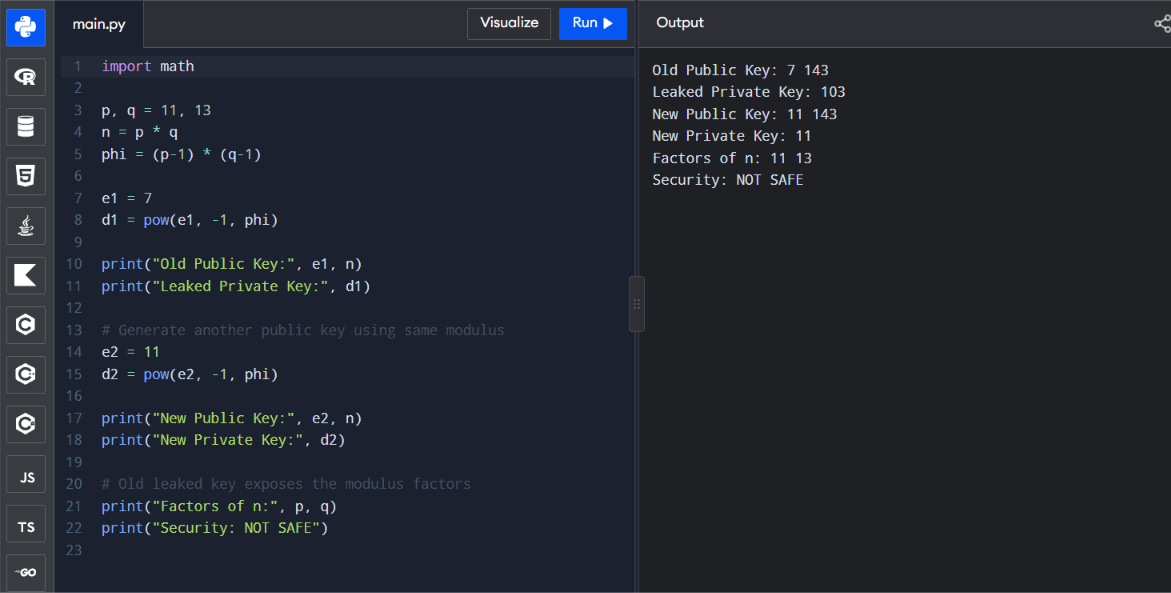 main.py
Visualize
Run
Output
1 import math
2
3 p, q = 11, 13
4 n = p * q
5 phi = (p-1) * (q-1)
6
7 e1 = 7
8 d1 = pow(e1, -1, phi)
9
10 print("Old Public Key:", e1, n)
11 print("Leaked Private Key:", d1)
12
13 # Generate another public key using same modulus
14 e2 = 11
15 d2 = pow(e2, -1, phi)
16
17 print("New Public Key:", e2, n)
18 print("New Private Key:", d2)
19
20 # Old leaked key exposes the modulus factors
21 print("Factors of n:", p, q)
22 print("Security: NOT SAFE")
23
Old Public Key: 7 143
Leaked Private Key: 103
New Public Key: 11 143
New Private Key: 11
Factors of n: 11 13
Security: NOT SAFE
R
5
C
C
C
JS
TS
GO